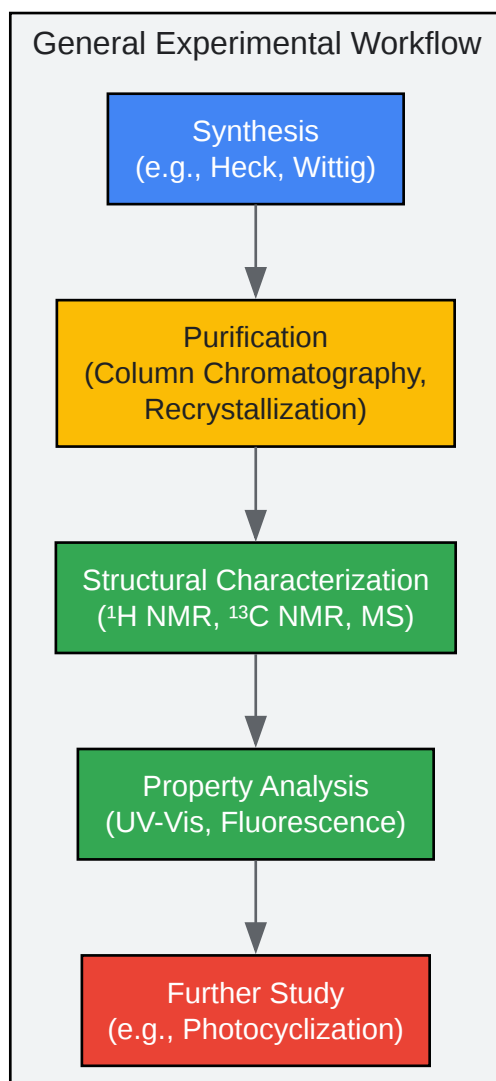 General Experimental Workflow
Synthesis
(e.g., Heck, Wittig)
Purification
(Column Chromatography,
Recrystallization)
Structural Characterization
(¹H NMR, ¹³C NMR, MS)
Property Analysis
(UV-Vis, Fluorescence)
Further Study
(e.g., Photocyclization)